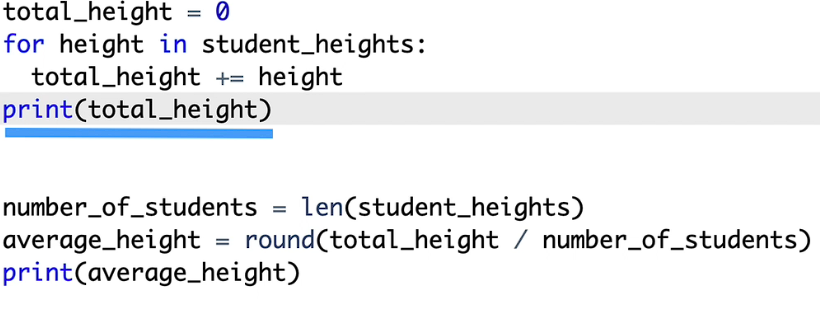 total_height = 0
for height in student_heights:
  total_height += height
print(total_height)
number_of_students = len(student_heights)
average_height = round(total_height / number_of_students)
print(average_height)